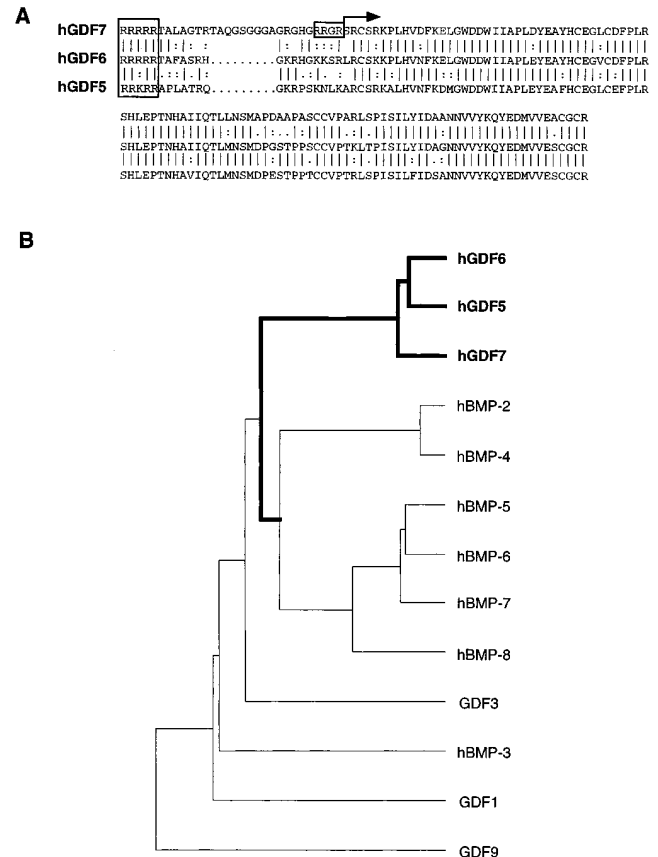 A
hGDF7 RRRRRTALAGTRTAQGSGGGAGRGHGRRGRSRCSRKPLHVDFKELGWDDWIIAPLDYEAYHCEGLCDFPLR
hGDF6 RRRRRTAFASRH.........GKRHGKKSRLRCSRKPLHVNFKELGWDDWIIAPLEYEAYHCEGVCDFPLR
hGDF5 RRKRRAPLATRQ.........GKRPSKNLKARCSRKALHVNFKDMGWDDWIIAPLEYEAFHCEGLCEFPLR
SHLEPTNHAIIQTLLNSMAPDAAPASCCVPARLSPISILYIDAANNVVYKQYEDMVVEACGCR
SHLEPTNHAIIQTLMNSMDPGSTPPSCCVPTKLTPISILYIDAGNNVVYKQYEDMVVESCGCR
SHLEPTNHAVIQTLMNSMDPESTPPTCCVPTRLSPISILFIDSANNVVYKQYEDMVVESCGCR
B
hGDF6
hGDF5
hGDF7
hBMP-2
hBMP-4
hBMP-5
hBMP-6
hBMP-7
hBMP-8
GDF3
hBMP-3
GDF1
GDF9